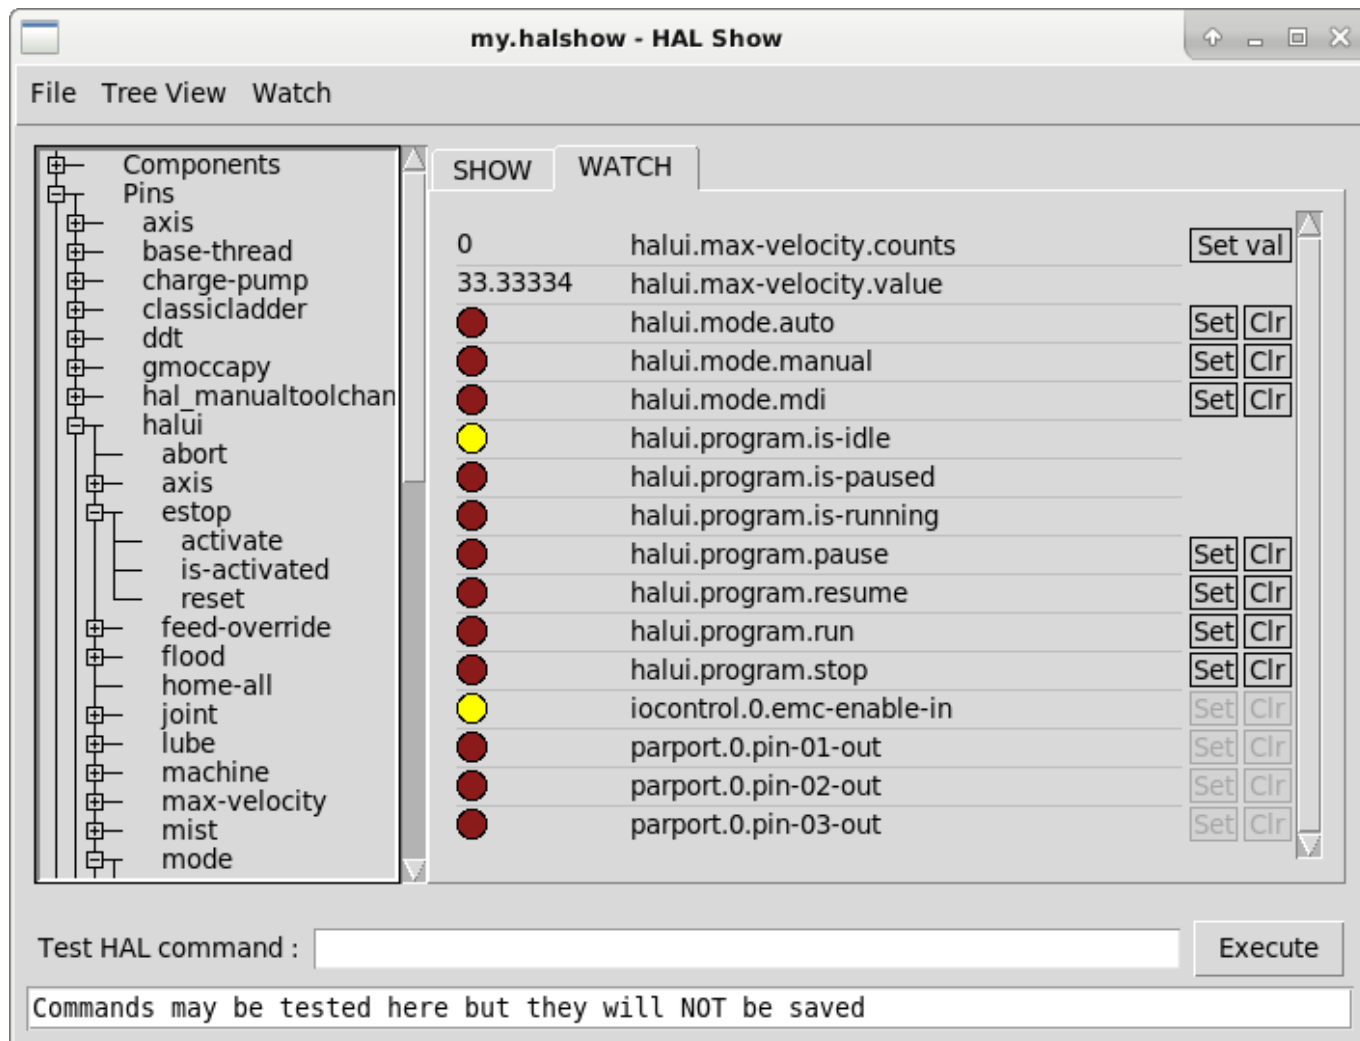 my.halshow - HAL Show
File Tree View Watch
Components
Pins
axis
base-thread
charge-pump
classicladder
ddt
gmoccapy
hal_manualtoolchan
halui
abort
axis
estop
activate
is-activated
reset
feed-override
flood
home-all
joint
lube
machine
max-velocity
mist
mode
SHOW WATCH
0 halui.max-velocity.counts Set val
33.33334 halui.max-velocity.value
halui.mode.auto Set Clr
halui.mode.manual Set Clr
halui.mode.mdi Set Clr
halui.program.is-idle
halui.program.is-paused
halui.program.is-running
halui.program.pause Set Clr
halui.program.resume Set Clr
halui.program.run Set Clr
halui.program.stop Set Clr
iocontrol.0.emc-enable-in Set Clr
parport.0.pin-01-out Set Clr
parport.0.pin-02-out Set Clr
parport.0.pin-03-out Set Clr
Test HAL command : Execute
Commands may be tested here but they will NOT be saved